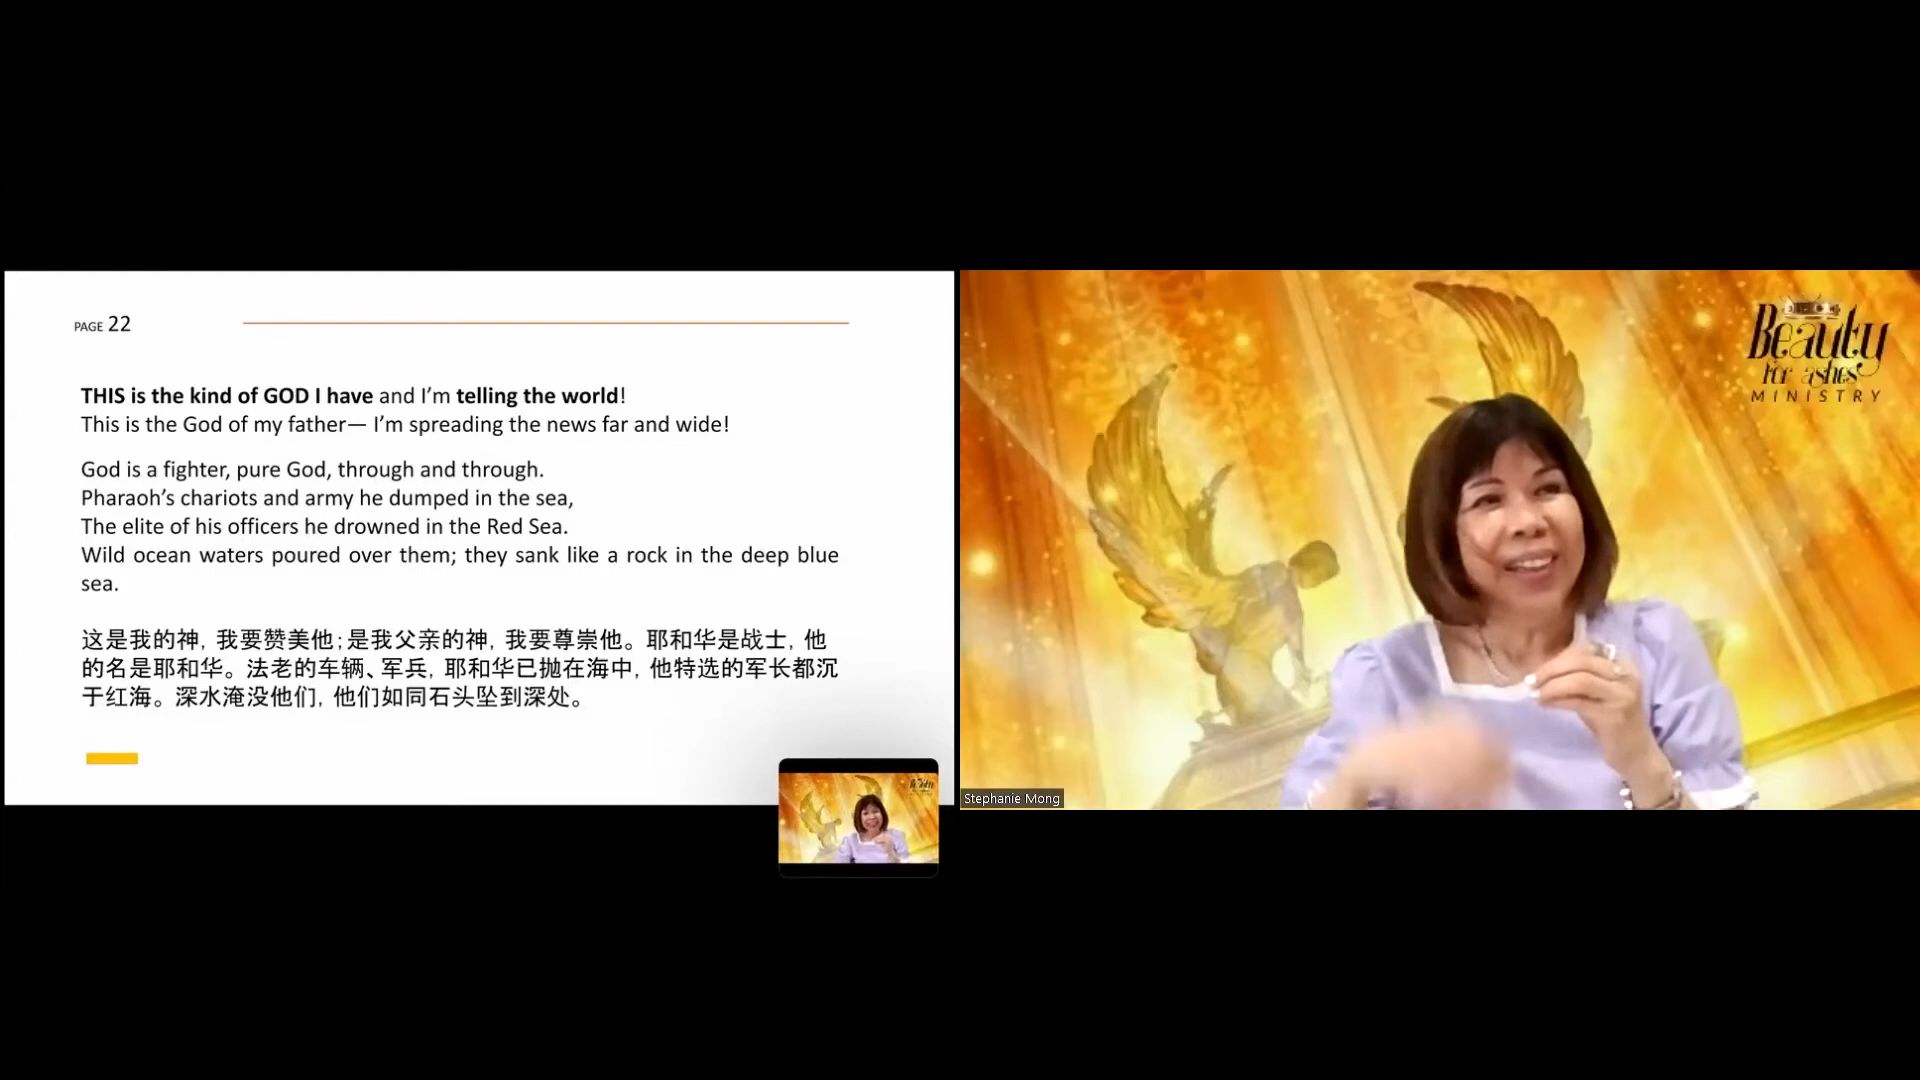 PAGE 22
THIS is the kind of GOD I have and I’m telling the world!
This is the God of my father— I’m spreading the news far and wide!
God is a fighter, pure God, through and through.
Pharaoh’s chariots and army he dumped in the sea,
The elite of his officers he drowned in the Red Sea.
Wild ocean waters poured over them; they sank like a rock in the deep blue
sea.
这是我的神, 我要赞美他;是我父亲的神, 我要尊崇他。耶和华是战士, 他
的名是耶和华。法老的车辆、军兵, 耶和华已抛在海中, 他特选的军长都沉
于红海。深水淹没他们, 他们如同石头坠到深处。
Beauty
for ashes
MINISTRY
Stephanie Mong